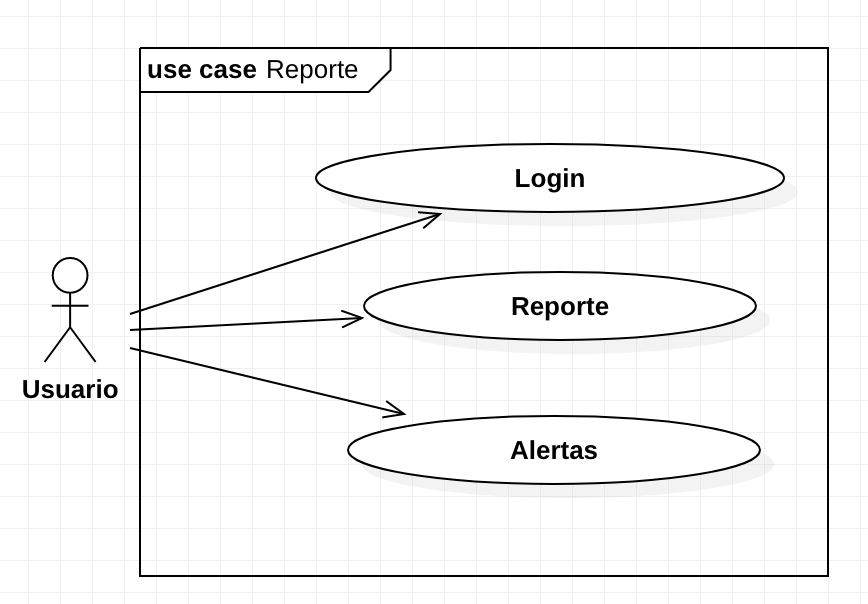 use case Reporte
Login
Reporte
Usuario
Alertas